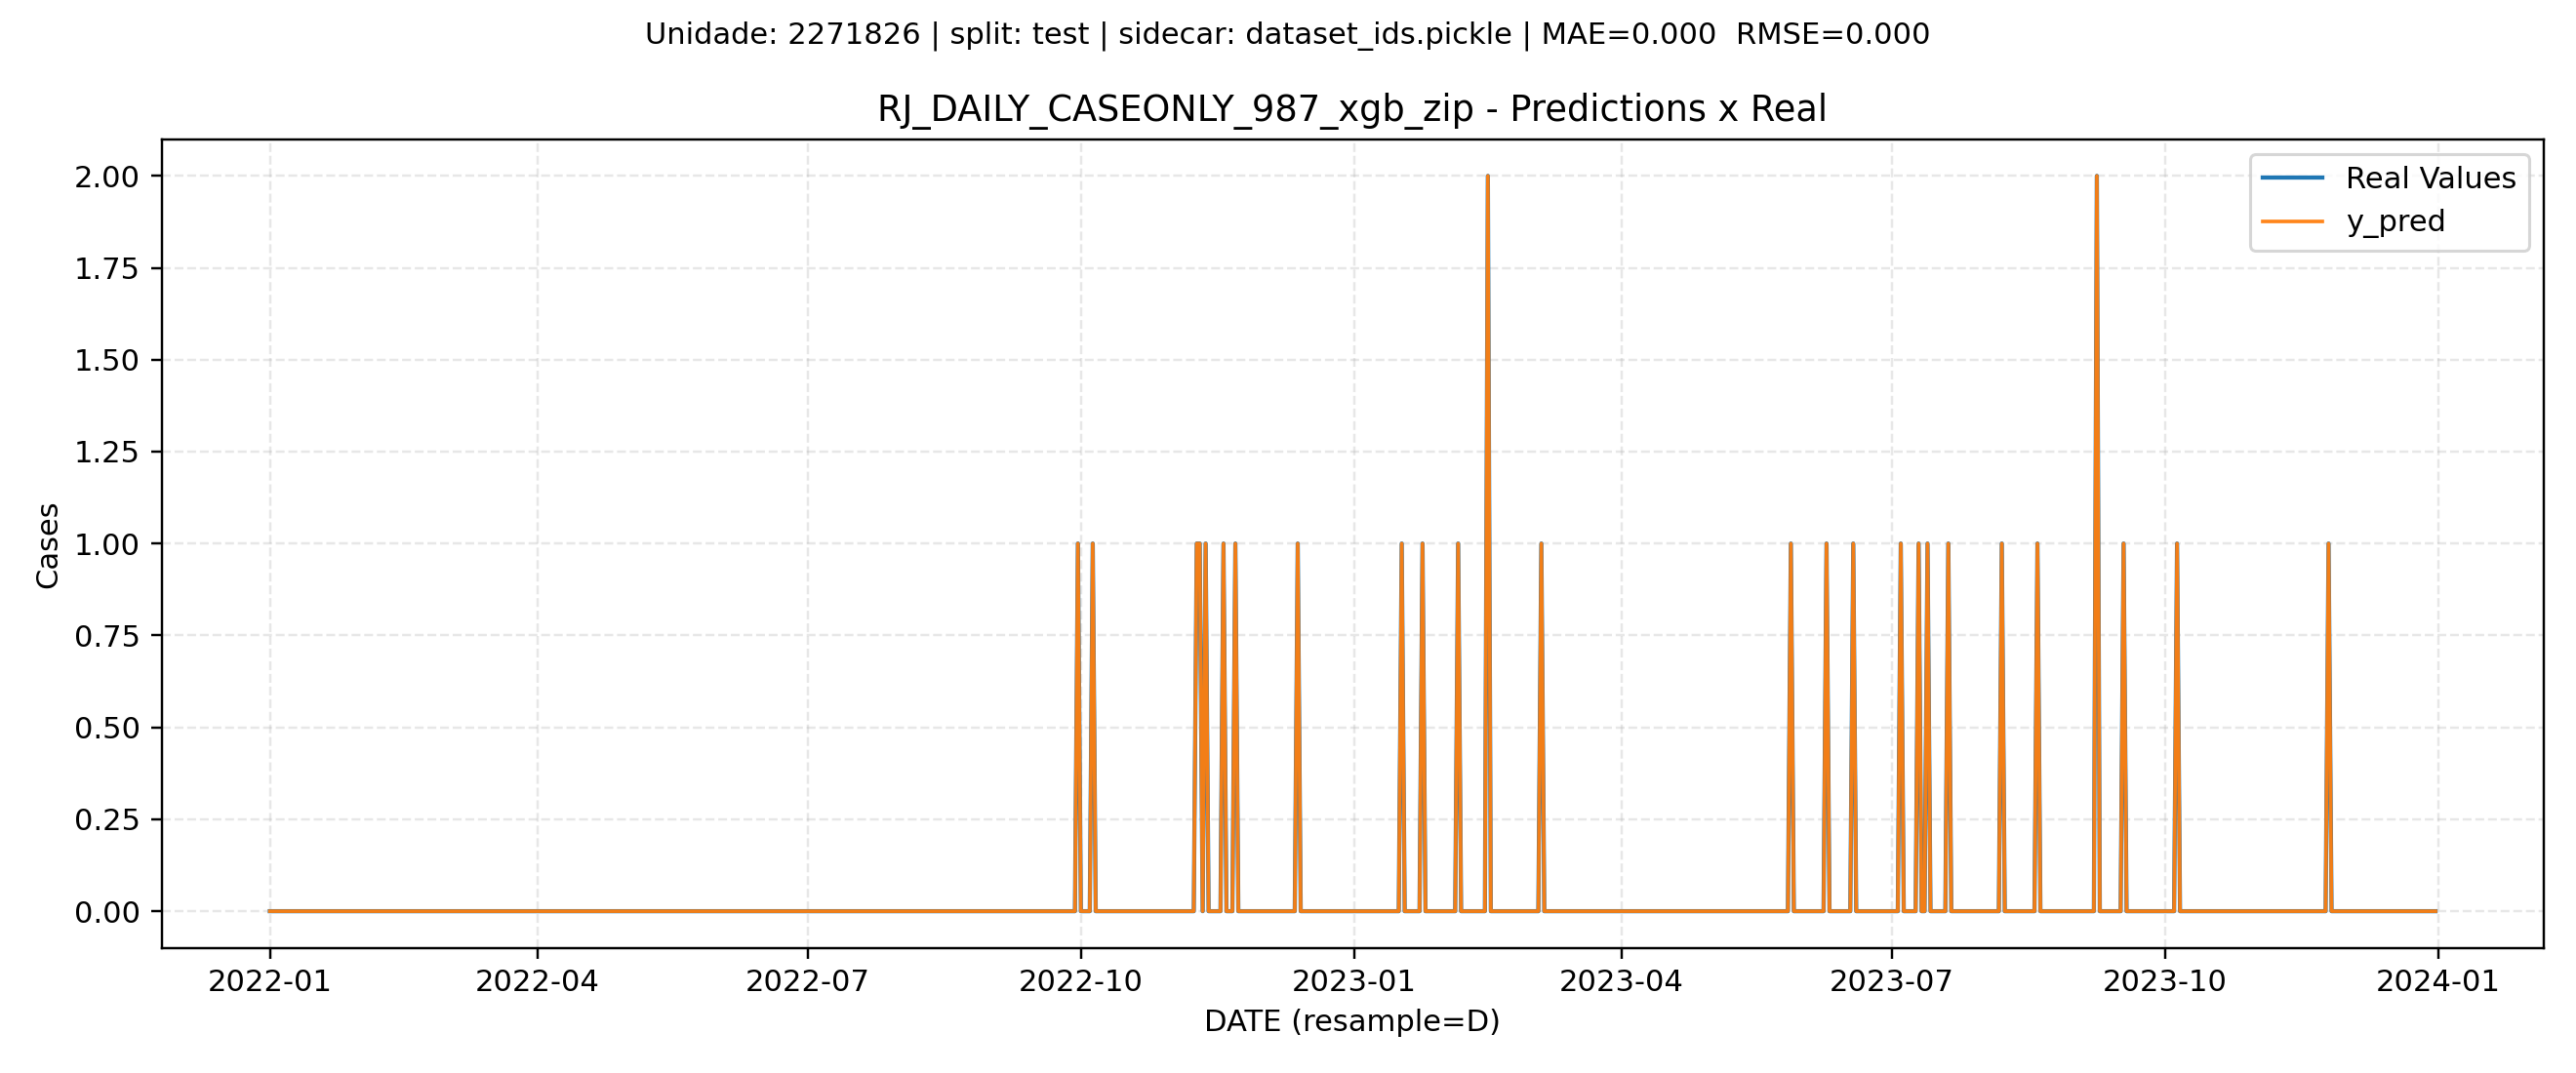 Unidade: 2271826 | split: test | sidecar: dataset_ids.pickle | MAE=0.000  RMSE=0.000
RJ_DAILY_CASEONLY_987_xgb_zip - Predictions x Real
Real Values
y_pred
Cases
2.00
1.75
1.50
1.25
1.00
0.75
0.50
0.25
0.00
2022-01 2022-04 2022-07 2022-10 2023-01 2023-04 2023-07 2023-10 2024-01
DATE (resample=D)